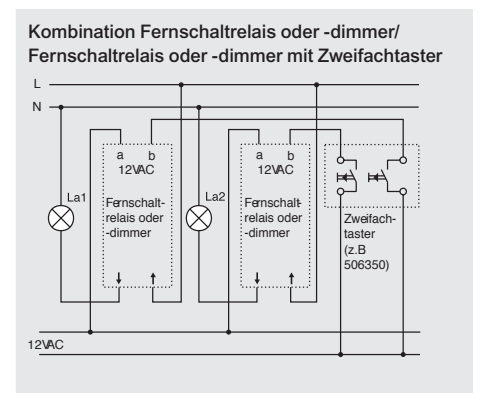 Kombination Fernschaltrelais oder -dimmer/
Fernschaltrelais oder -dimmer mit Zweifachtaster
L
N
a b
12VAC
a b
12VAC
La1
Fernschalt-
relais oder
-dimmer
La2
Fernschalt-
relais oder
-dimmer
Zweifach-
taster
(z.B
506350)
12VAC